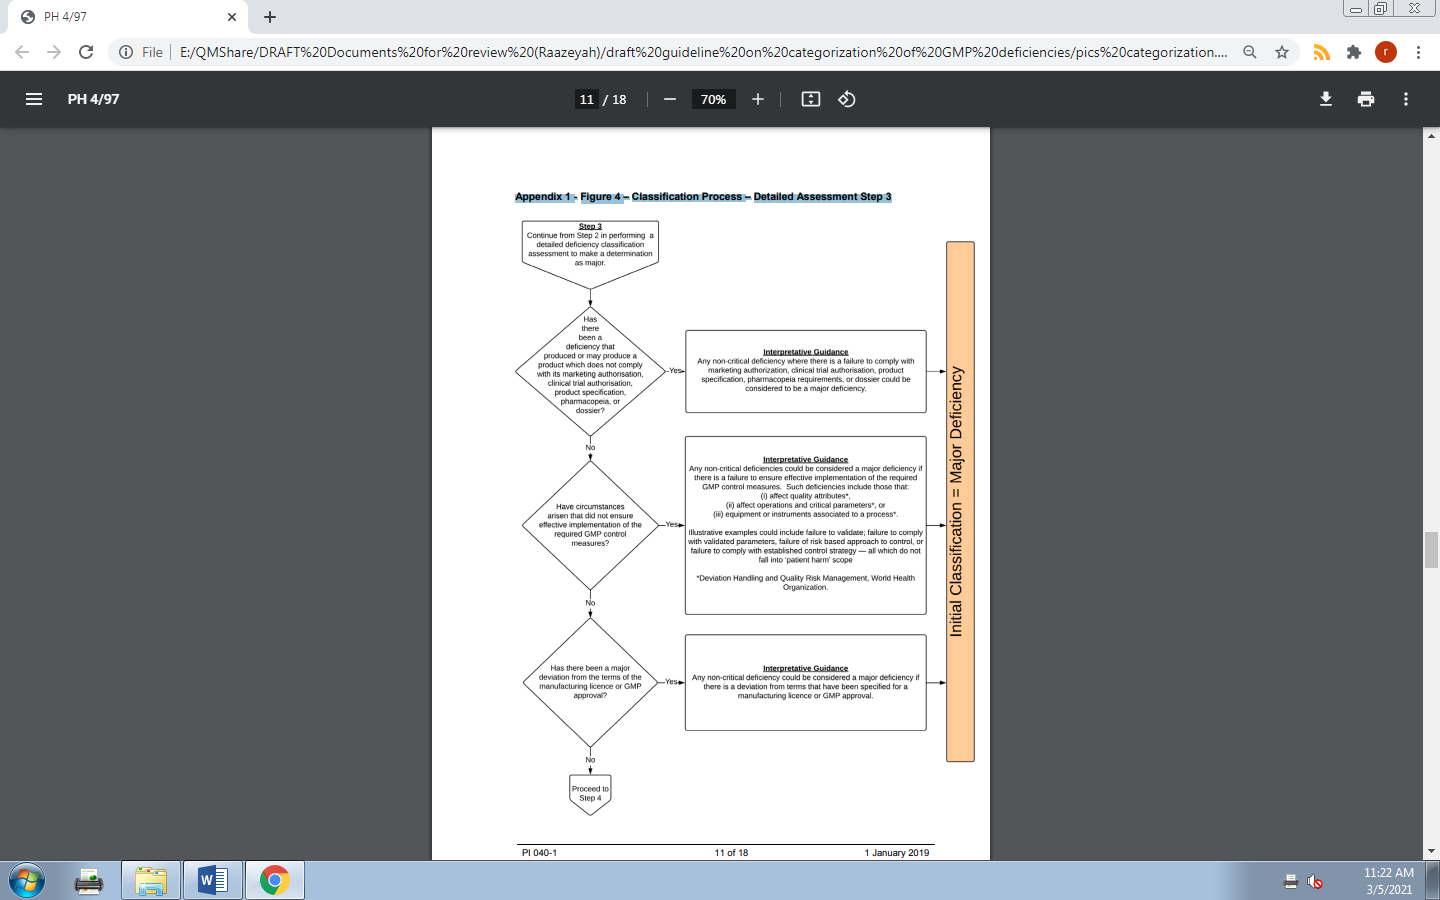 PH 4/97
File
E:/QMShare/DRAFT%20Documents%20for%20review%20(Raazeyah)/draft%20guideline%20on%20categorization%20of%20GMP%20deficiencies/pics%20categorization....
r
PH 4/97
11 / 18
70%
Appendix 1 - Figure 4 – Classification Process – Detailed Assessment Step 3
Step 3
Continue from Step 2 in performing a
detailed deficiency classification
assessment to make a determination
as major.
Has
there
been a
deficiency that
produced or may produce a
product which does not comply
with its marketing authorisation,
clinical trial authorisation,
product specification,
pharmacopeia, or
dossier?
Yes
Interpretative Guidance
Any non-critical deficiency where there is a failure to comply with
marketing authorization, clinical trial authorisation, product
specification, pharmacopeia requirements, or dossier could be
considered to be a major deficiency.
No
Have circumstances
arisen that did not ensure
effective implementation of the
required GMP control
measures?
Yes
Interpretative Guidance
Any non-critical deficiencies could be considered a major deficiency if
there is a failure to ensure effective implementation of the required
GMP control measures. Such deficiencies include those that:
(i) affect quality attributes*,
(ii) affect operations and critical parameters*, or
(iii) equipment or instruments associated to a process*.
Illustrative examples could include failure to validate; failure to comply
with validated parameters, failure of risk based approach to control, or
failure to comply with established control strategy — all which do not
fall into 'patient harm' scope
*Deviation Handling and Quality Risk Management, World Health
Organization.
No
Has there been a major
deviation from the terms of the
manufacturing licence or GMP
approval?
Yes
Interpretative Guidance
Any non-critical deficiency could be considered a major deficiency if
there is a deviation from terms that have been specified for a
manufacturing licence or GMP approval.
No
Proceed to
Step 4
Initial Classification = Major Deficiency
PI 040-1
11 of 18
1 January 2019
W
11:22 AM
3/5/2021